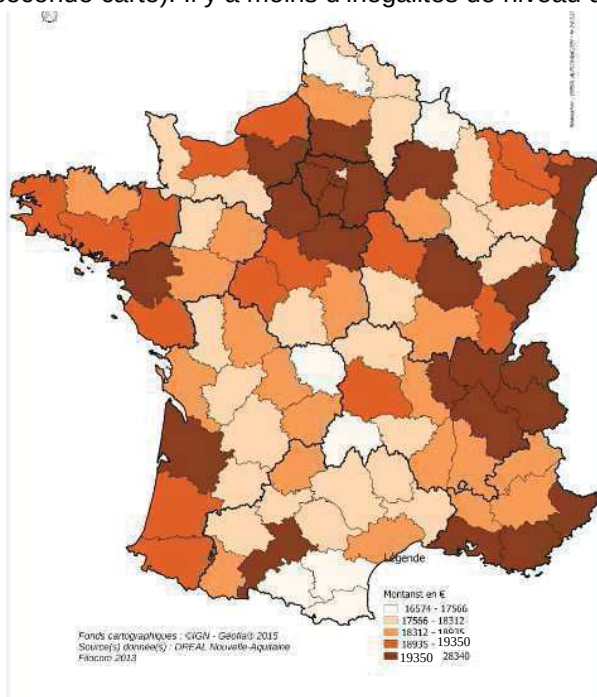 seconde carte). Il y a moins d'inégalités de niveau d
Légende
Montanst en €
16574 - 17566
17566 - 18312
18312 - 18935
18935 - 19350
19350 28340
Fonds cartographiques : ©IGN - Géofla® 2015
Source(s) donnée(s) : DREAL Nouvelle-Aquitaine
Filocom 2013